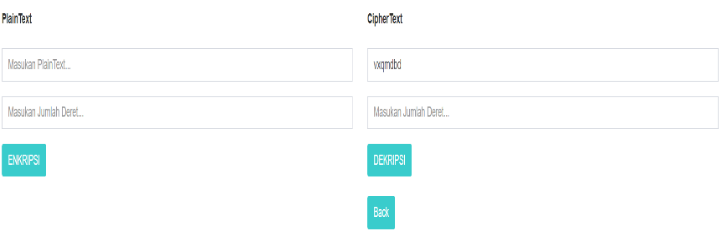 PlainText
Masukan PlainText...
Masukan Jumlah Deret...
ENKRIPSI
CipherText
vxqmdbd
Masukan Jumlah Deret...
DEKRIPSI
Back